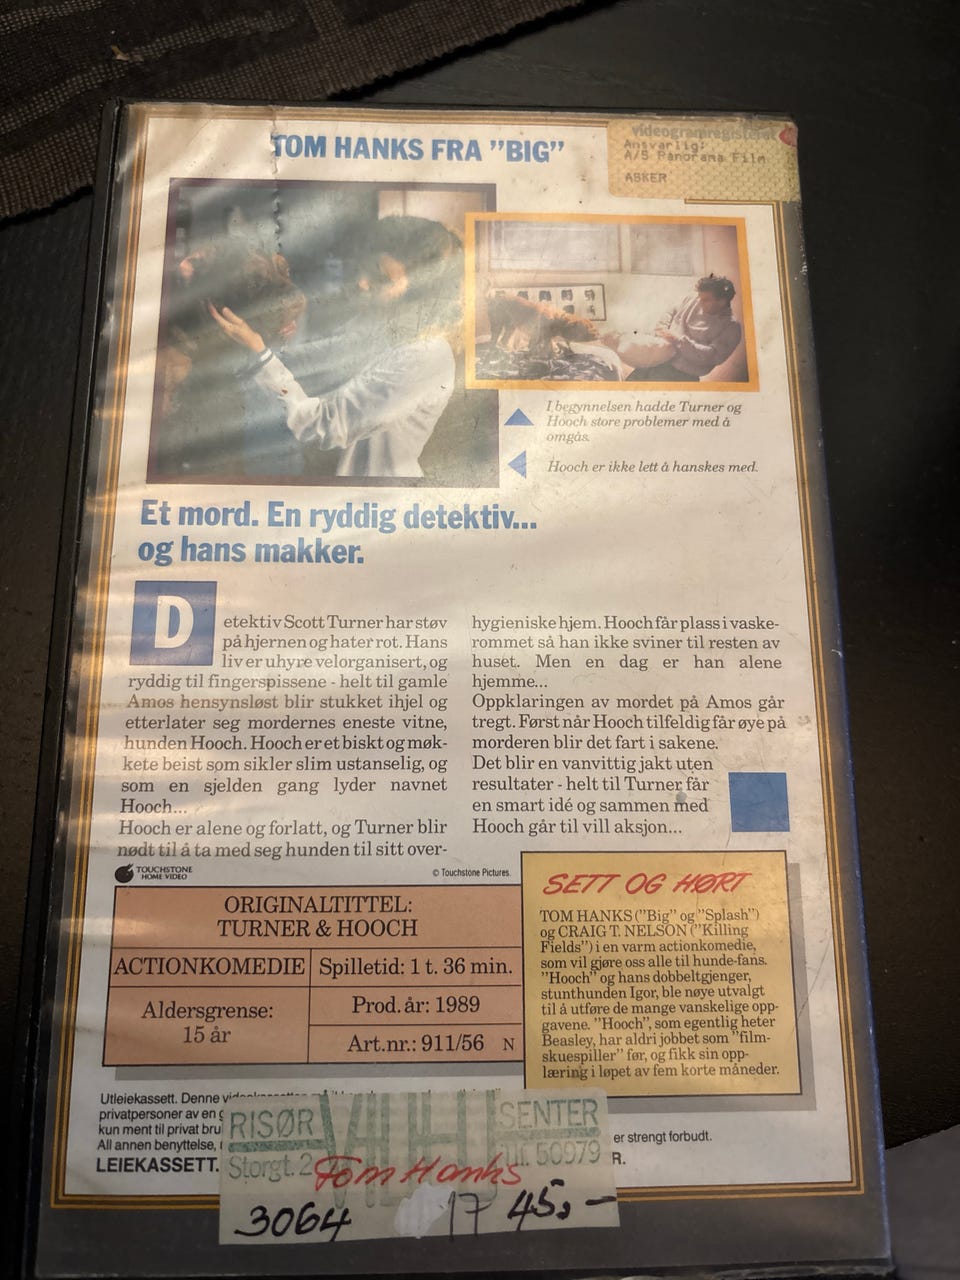 TOM HANKS FRA "BIG"
videogramregisteret
Ansvarlig:
A/S Panorama Film
ASKER
I begynnelsen hadde Turner og
Hooch store problemer med å
omgås.
Hooch er ikke lett å hanskes med.
Et mord. En ryddig detektiv...
og hans makker.
Detektiv Scott Turner har støv
på hjernen og hater rot. Hans
liv er uhyre velorganisert, og
ryddig til fingerspissene - helt til gamle
Amos hensynsløst blir stukket ihjel og
etterlater seg mordernes eneste vitne,
hunden Hooch. Hooch er et biskt og møk-
kete beist som sikler slim ustanselig, og
som en sjelden gang lyder navnet
Hooch...
Hooch er alene og forlatt, og Turner blir
nødt til å ta med seg hunden til sitt over-
hygieniske hjem. Hooch får plass i vaske-
rommet så han ikke sviner til resten av
huset. Men en dag er han alene
hjemme...
Oppklaringen av mordet på Amos går
tregt. Først når Hooch tilfeldig får øye på
morderen blir det fart i sakene.
Det blir en vanvittig jakt uten
resultater - helt til Turner får
en smart idé og sammen med
Hooch går til vill aksjon...
TOUCHSTONE
HOME VIDEO
© Touchstone Pictures.
ORIGINALTITTEL:
TURNER & HOOCH
ACTIONKOMEDIE
Spilletid: 1 t. 36 min.
Aldersgrense:
15 år
Prod. år: 1989
Art.nr.: 911/56 N
SETT OG HØRT
TOM HANKS ("Big" og "Splash")
og CRAIG T. NELSON ("Killing
Fields") i en varm actionkomedie,
som vil gjøre oss alle til hunde-fans.
"Hooch" og hans dobbeltgjenger,
stunthunden Igor, ble nøye utvalgt
til å utføre de mange vanskelige opp-
gavene. "Hooch", som egentlig heter
Beasley, har aldri jobbet som "film-
skuespiller" før, og fikk sin opp-
læring i løpet av fem korte måneder.
Utleiekassett. Denne
privatpersoner av en
kun ment til privat
All annen benyttelse, er strengt forbudt.
LEIEKASSETT. R.
RISØR VIDEO SENTER
Storgt. 2 Tlf. 50979
Tom Hanks
3064 17 45,-